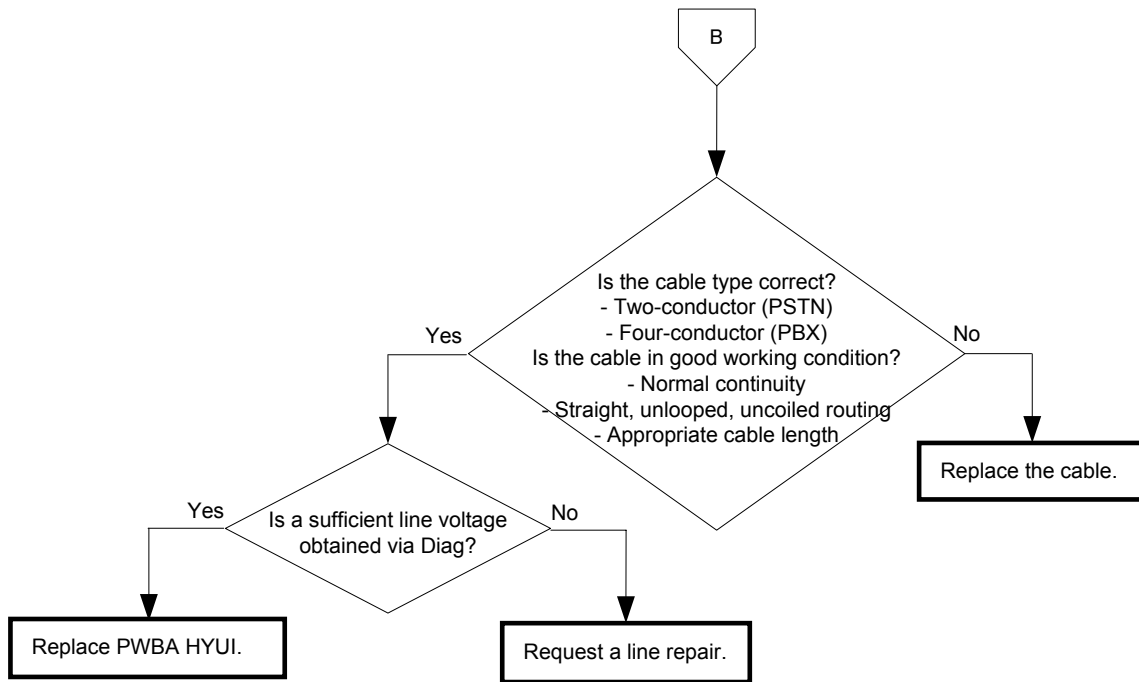 B
Is the cable type correct?
- Two-conductor (PSTN)
- Four-conductor (PBX)
Is the cable in good working condition?
- Normal continuity
- Straight, unlooped, uncoiled routing
- Appropriate cable length
Yes
No
Replace the cable.
Is a sufficient line voltage
obtained via Diag?
Yes
No
Replace PWBA HYUI.
Request a line repair.